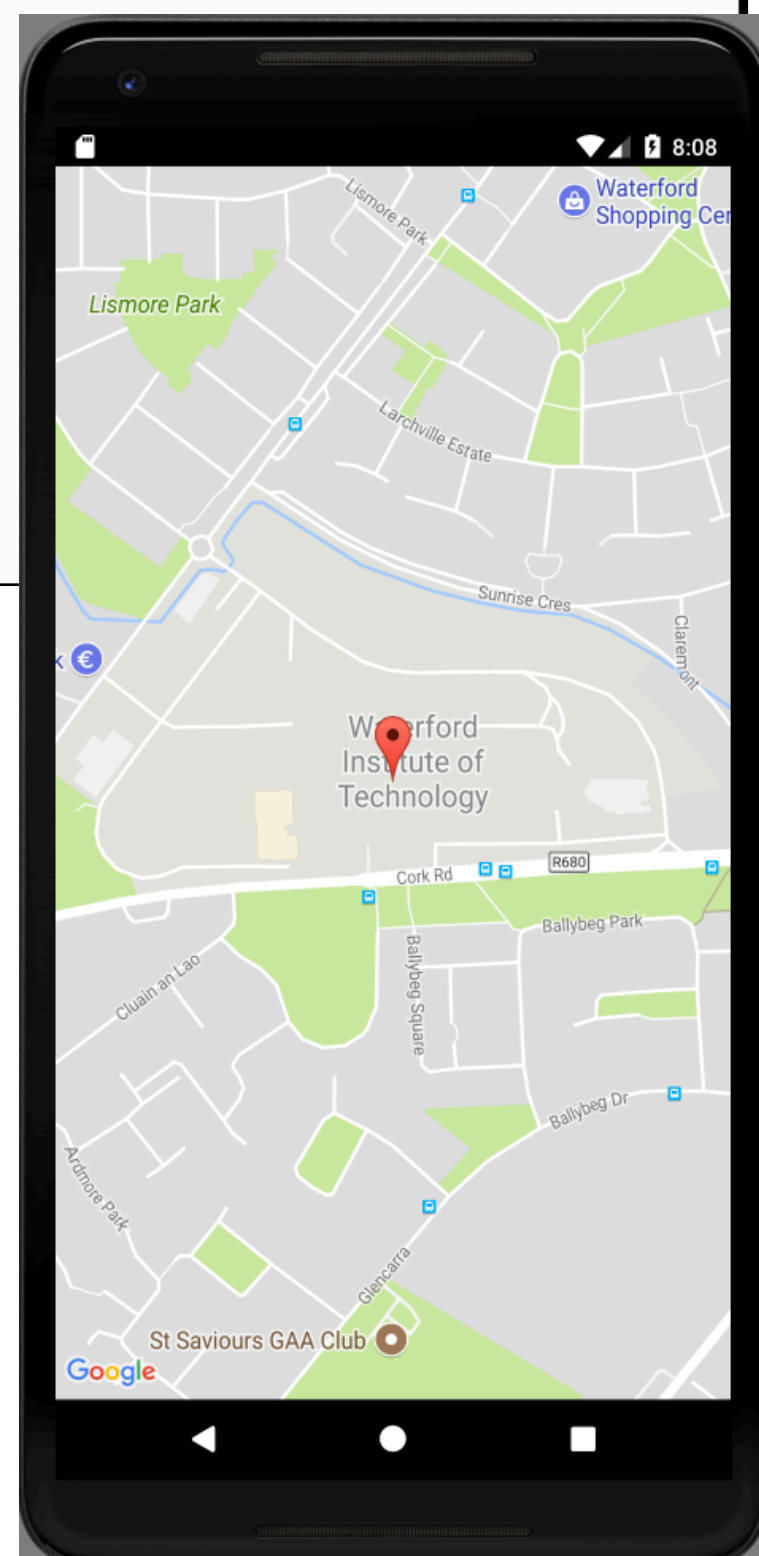 8:08
Lismore Park
Waterford
Shopping Cer
Lismore Park
Larchville Estate
Sunrise Cres
Claremont
k €
Waterford
Institute of
Technology
R680
Cork Rd
Ballybeg Park
Ballybeg Square
Cluain an Lao
Ballybeg Dr
Ardmore Park
Glencarra
St Saviours GAA Club
Google